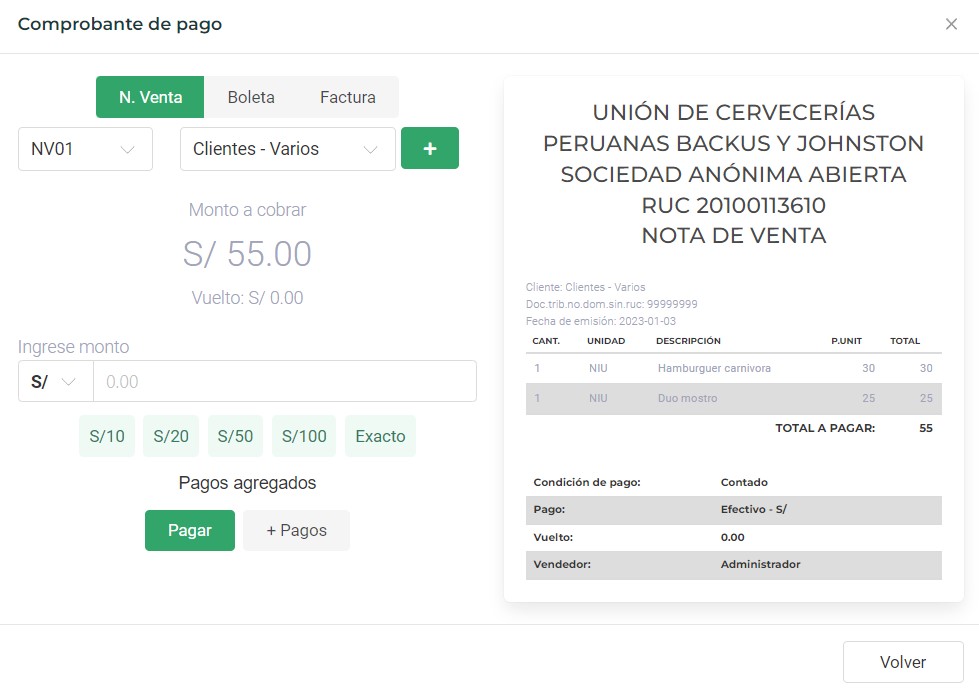 Comprobante de pago
N. Venta Boleta Factura
NV01 Clientes - Varios +
Monto a cobrar
S/ 55.00
Vuelto: S/ 0.00
Ingrese monto
S/ 0.00
S/10 S/20 S/50 S/100 Exacto
Pagos agregados
Pagar + Pagos
UNIÓN DE CERVECERÍAS
PERUANAS BACKUS Y JOHNSTON
SOCIEDAD ANÓNIMA ABIERTA
RUC 20100113610
NOTA DE VENTA
Cliente: Clientes - Varios
Doc.trib.no.dom.sin.ruc: 99999999
Fecha de emisión: 2023-01-03
CANT. UNIDAD DESCRIPCIÓN P.UNIT TOTAL
1 NIU Hamburguer carnivora 30 30
1 NIU Duo mostro 25 25
TOTAL A PAGAR: 55
Condición de pago: Contado
Pago: Efectivo - S/
Vuelto: 0.00
Vendedor: Administrador
Volver